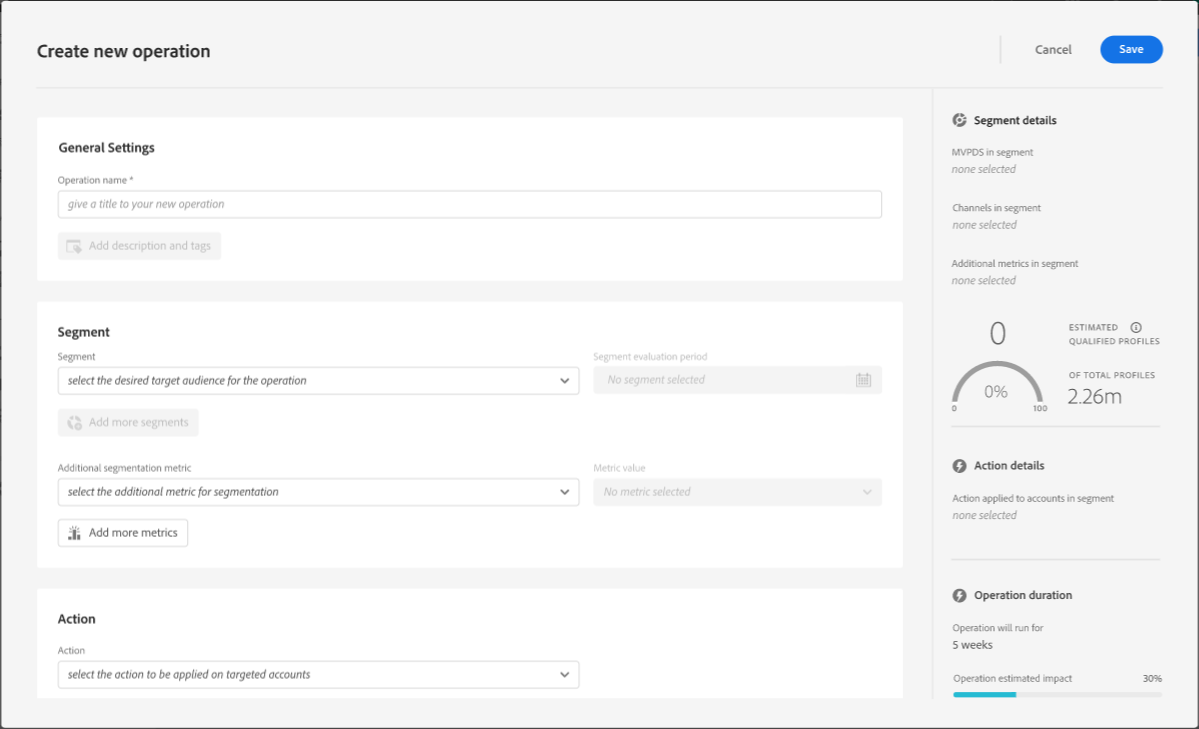 Create new operation
Cancel
Save
General Settings
Operation name *
give a title to your new operation
Add description and tags
Segment
Segment
Segment evaluation period
select the desired target audience for the operation
No segment selected
Add more segments
Additional segmentation metric
Metric value
select the additional metric for segmentation
No metric selected
Add more metrics
Action
Action
select the action to be applied on targeted accounts
Segment details
MVPDS in segment
none selected
Channels in segment
none selected
Additional metrics in segment
none selected
0
0%
0
100
ESTIMATED
QUALIFIED PROFILES
OF TOTAL PROFILES
2.26m
Action details
Action applied to accounts in segment
none selected
Operation duration
Operation will run for
5 weeks
Operation estimated impact
30%